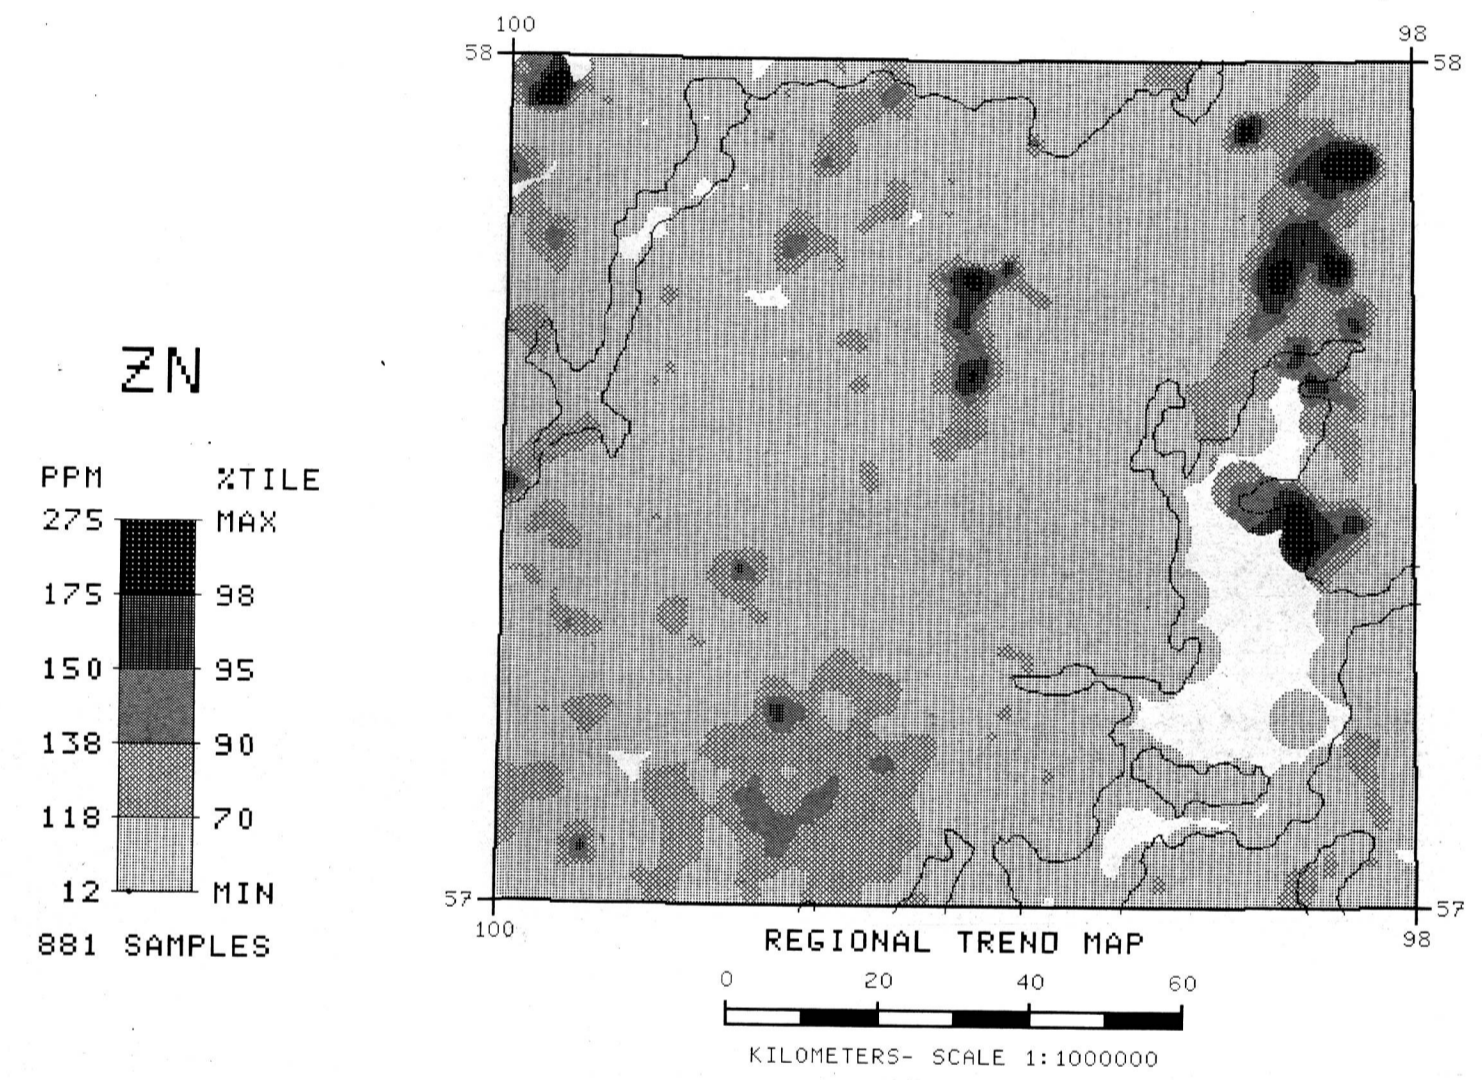 100 98
58 58
ZN
PPM %TILE
275 MAX
175 98
150 95
138 90
118 70
12 MIN
881 SAMPLES
57 57
100 98
REGIONAL TREND MAP
0 20 40 60
KILOMETERS- SCALE 1:1000000